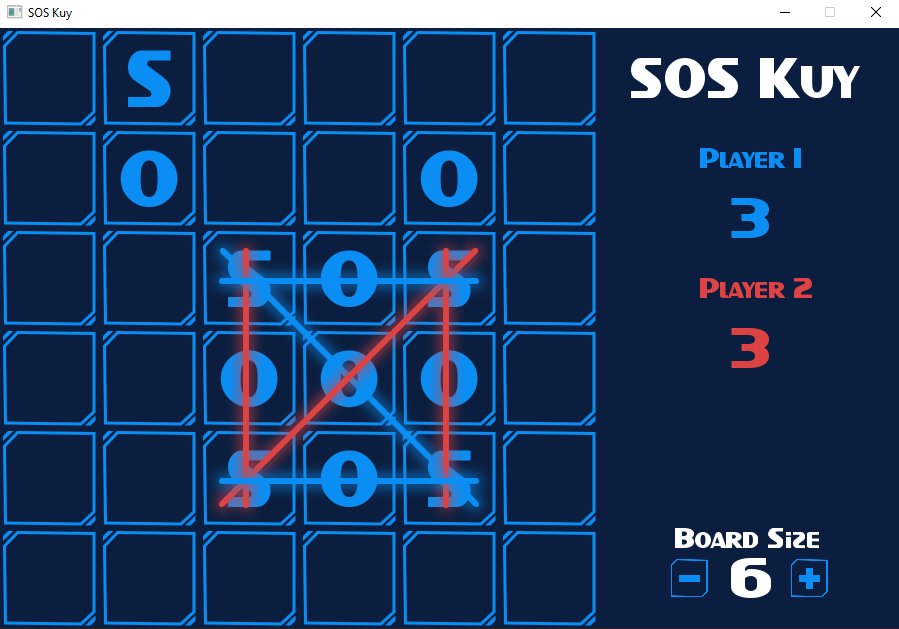 SOS Kuy
SOS Kuy
S
Player 1
O O
3
S O S
Player 2
O O O
3
S O S
Board Size
- 6 +